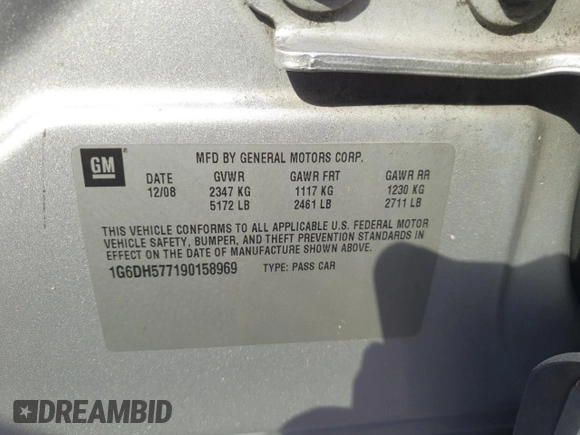 GM
MFD BY GENERAL MOTORS CORP.
DATE GVWR GAWR FRT GAWR RR
12/08 2347 KG 1117 KG 1230 KG
5172 LB 2461 LB 2711 LB
THIS VEHICLE CONFORMS TO ALL APPLICABLE U.S. FEDERAL MOTOR
VEHICLE SAFETY, BUMPER, AND THEFT PREVENTION STANDARDS IN
EFFECT ON THE DATE OF MANUFACTURE SHOWN ABOVE.
1G6DH577190158969 TYPE: PASS CAR
DREAMBID